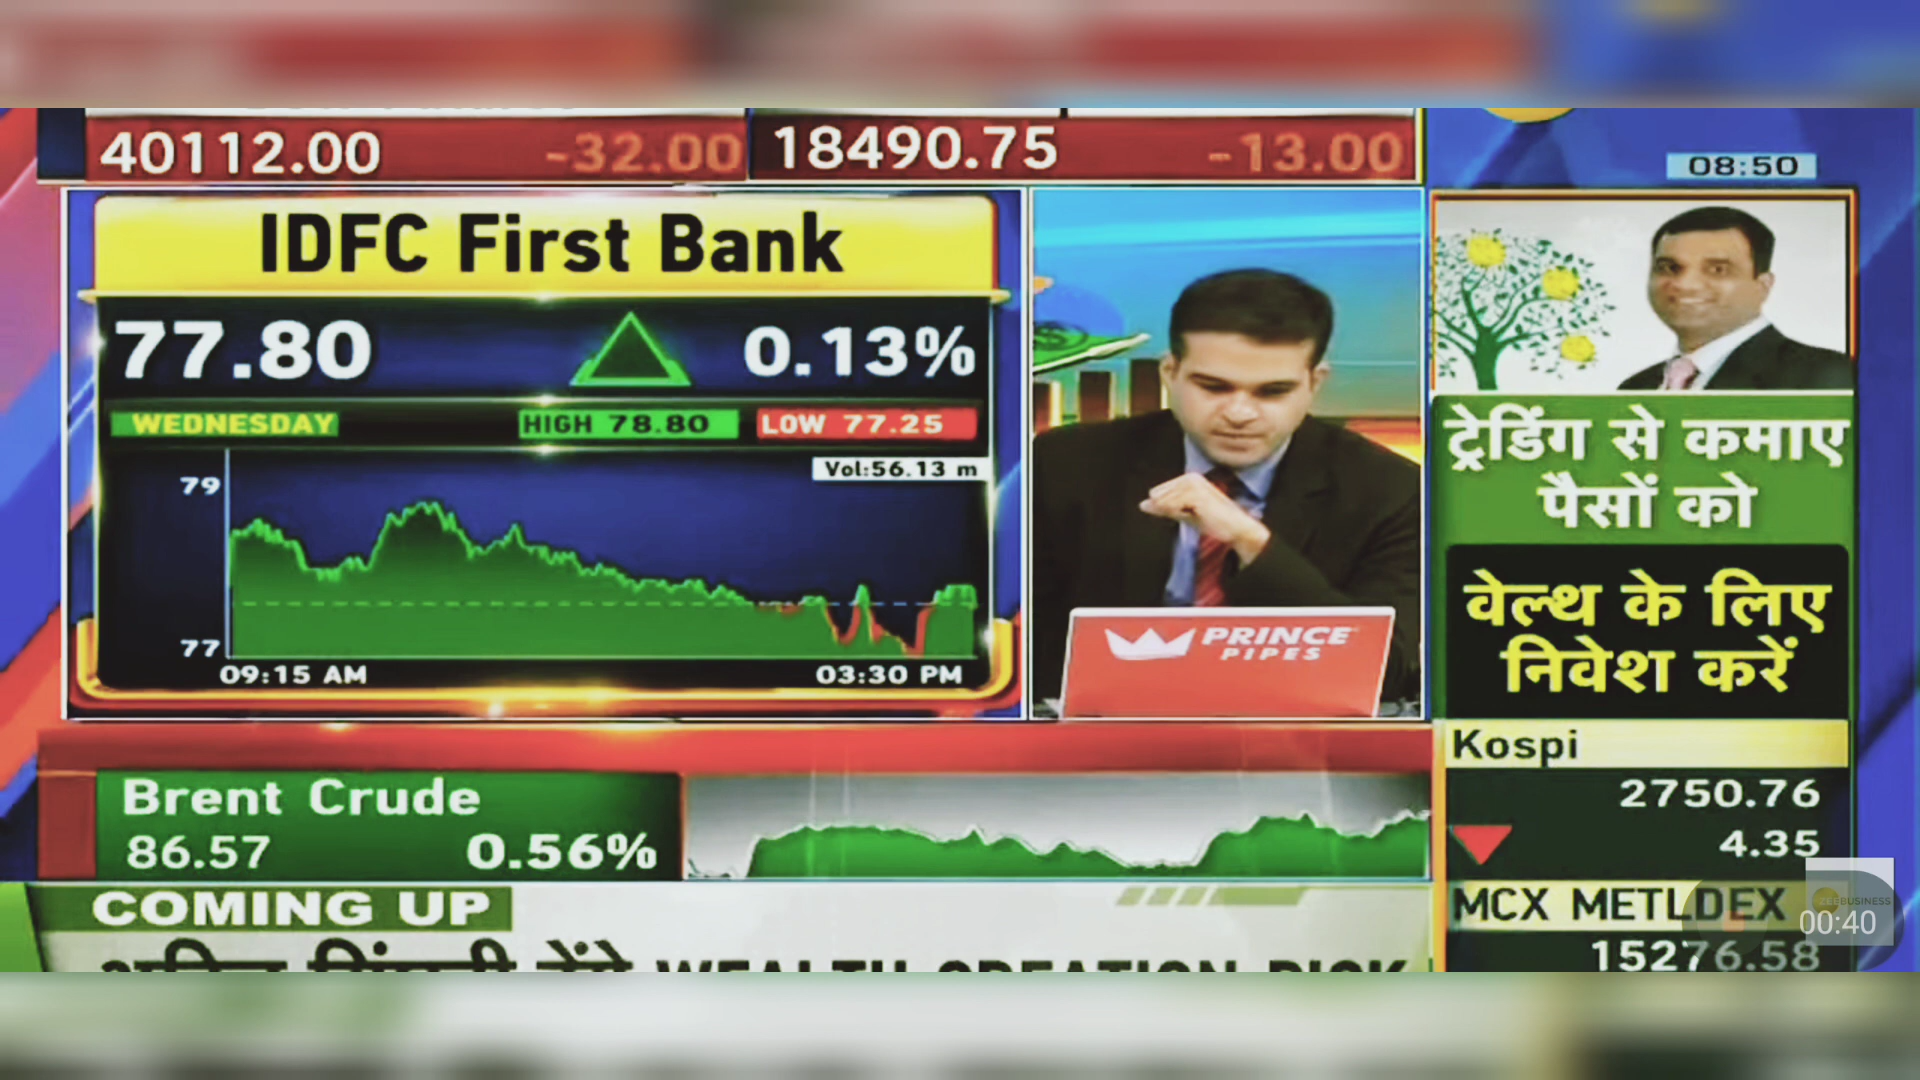 40112.00 -32.00 18490.75 -13.00
08:50
IDFC First Bank
77.80 0.13%
WEDNESDAY HIGH 78.80 LOW 77.25
Vol:56.13 m
79
77
09:15 AM 03:30 PM
PRINCE
PIPES
ट्रेडिंग से कमाए
पैसों को
वेल्थ के लिए
निवेश करें
Kospi
2750.76
4.35
MCX METLDEX
15276.58
Brent Crude
86.57 0.56%
COMING UP
WEALTH CREATION
ZEEBUSINESS
00:40